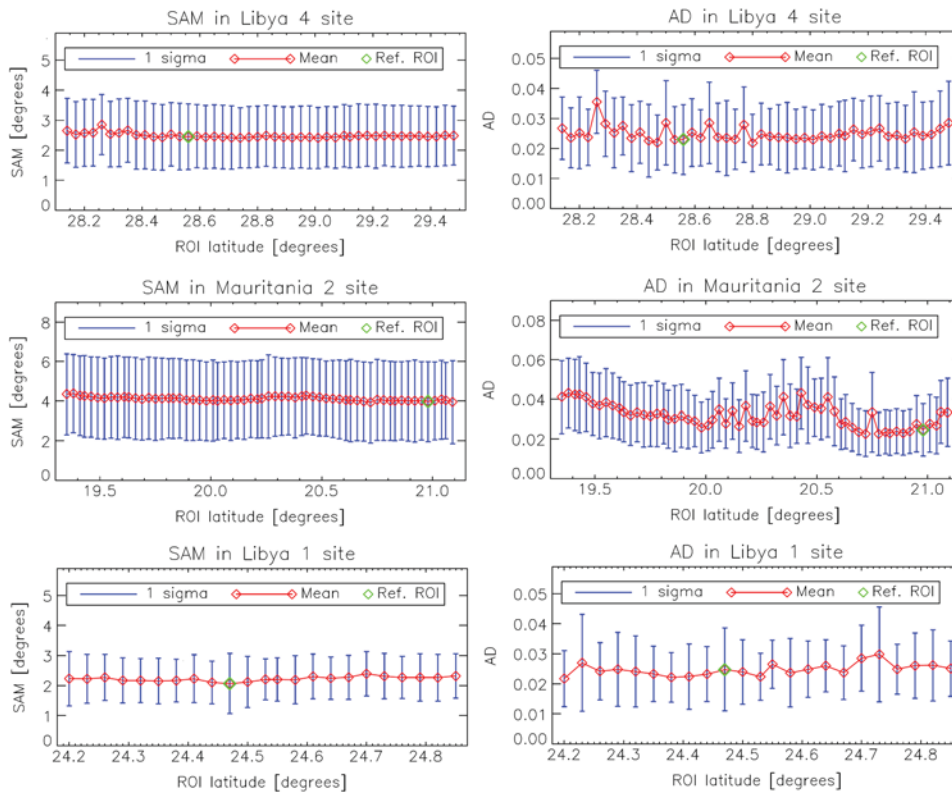 SAM in Libya 4 site
5
4
3
2
1
0
SAM [degrees]
1 sigma Mean Ref. ROI
28.2 28.4 28.6 28.8 29.0 29.2 29.4
ROI latitude [degrees]
AD in Libya 4 site
0.05
0.04
0.03
0.02
0.01
0.00
AD
1 sigma Mean Ref. ROI
28.2 28.4 28.6 28.8 29.0 29.2 29.4
ROI latitude [degrees]
SAM in Mauritania 2 site
8
6
4
2
0
SAM [degrees]
1 sigma Mean Ref. ROI
19.5 20.0 20.5 21.0
ROI latitude [degrees]
AD in Mauritania 2 site
0.08
0.06
0.04
0.02
0.00
AD
1 sigma Mean Ref. ROI
19.5 20.0 20.5 21.0
ROI latitude [degrees]
SAM in Libya 1 site
5
4
3
2
1
0
SAM [degrees]
1 sigma Mean Ref. ROI
24.2 24.3 24.4 24.5 24.6 24.7 24.8
ROI latitude [degrees]
AD in Libya 1 site
0.05
0.04
0.03
0.02
0.01
0.00
AD
1 sigma Mean Ref. ROI
24.2 24.3 24.4 24.5 24.6 24.7 24.8
ROI latitude [degrees]